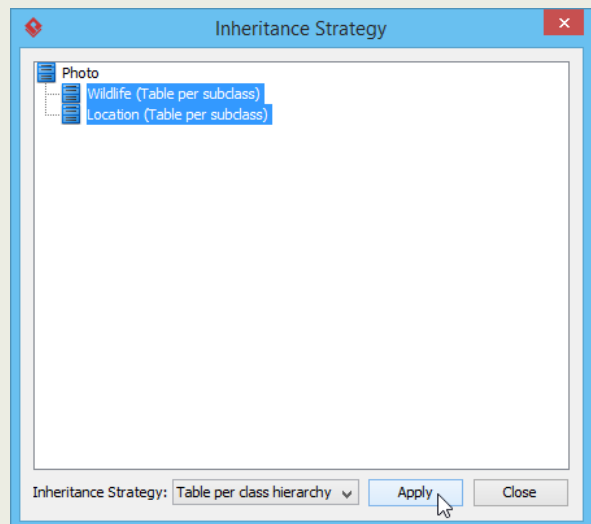 Inheritance Strategy
Photo
Wildlife (Table per subclass)
Location (Table per subclass)
Inheritance Strategy: Table per class hierarchy Apply Close